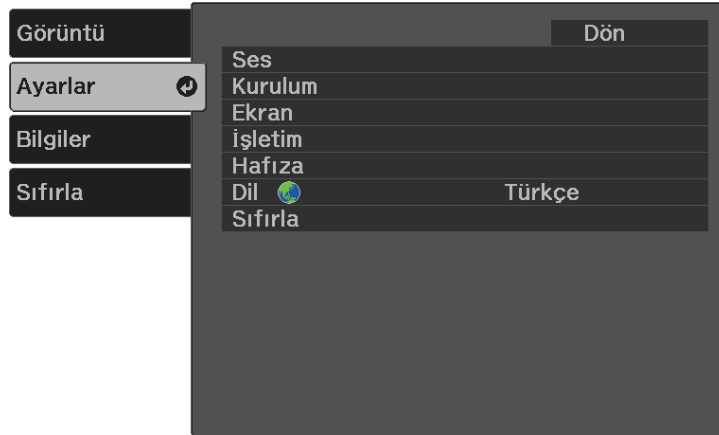 Görüntü
Ayarlar
Bilgiler
Sıfırla
Dön
Ses
Kurulum
Ekran
İşletim
Hafıza
Dil Türkçe
Sıfırla